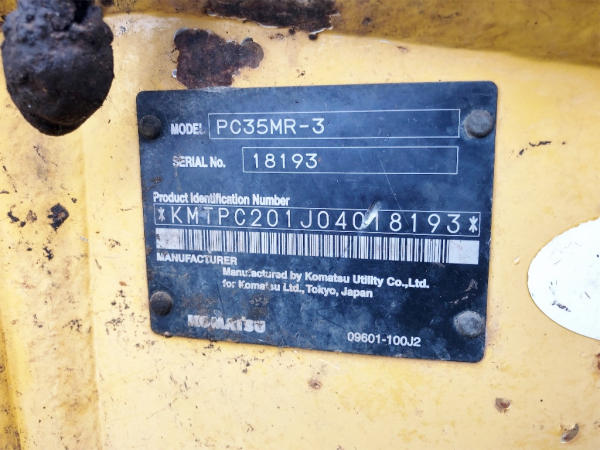 MODEL PC35MR-3
SERIAL No. 18193
Product Identification Number
*KMTPC201J04018193*
MANUFACTURER
Manufactured by Komatsu Utility Co.,Ltd.
for Komatsu Ltd., Tokyo, Japan
KOMATSU 09601-100J2